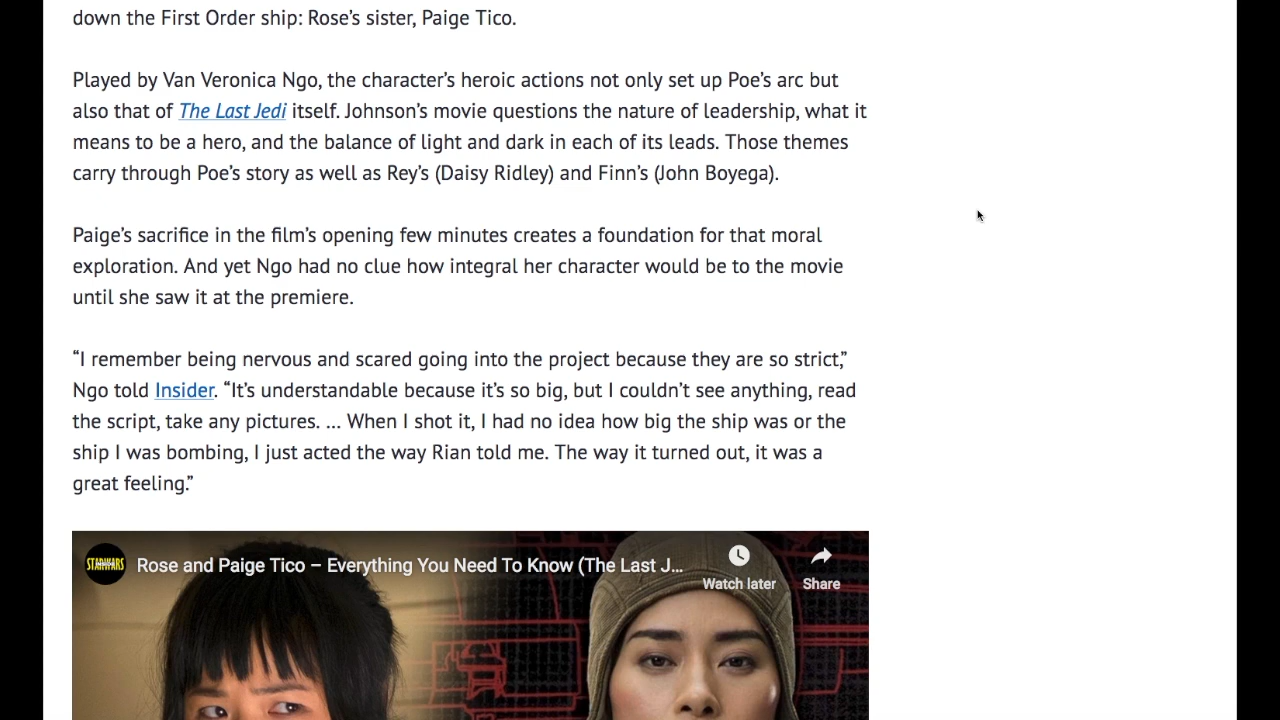 down the First Order ship: Rose’s sister, Paige Tico.
Played by Van Veronica Ngo, the character’s heroic actions not only set up Poe’s arc but
also that of The Last Jedi itself. Johnson’s movie questions the nature of leadership, what it
means to be a hero, and the balance of light and dark in each of its leads. Those themes
carry through Poe’s story as well as Rey’s (Daisy Ridley) and Finn’s (John Boyega).
Paige’s sacrifice in the film’s opening few minutes creates a foundation for that moral
exploration. And yet Ngo had no clue how integral her character would be to the movie
until she saw it at the premiere.
“I remember being nervous and scared going into the project because they are so strict,”
Ngo told Insider. “It’s understandable because it’s so big, but I couldn’t see anything, read
the script, take any pictures. … When I shot it, I had no idea how big the ship was or the
ship I was bombing, I just acted the way Rian told me. The way it turned out, it was a
great feeling.”
STARWARS
Rose and Paige Tico – Everything You Need To Know (The Last J...
Watch later
Share